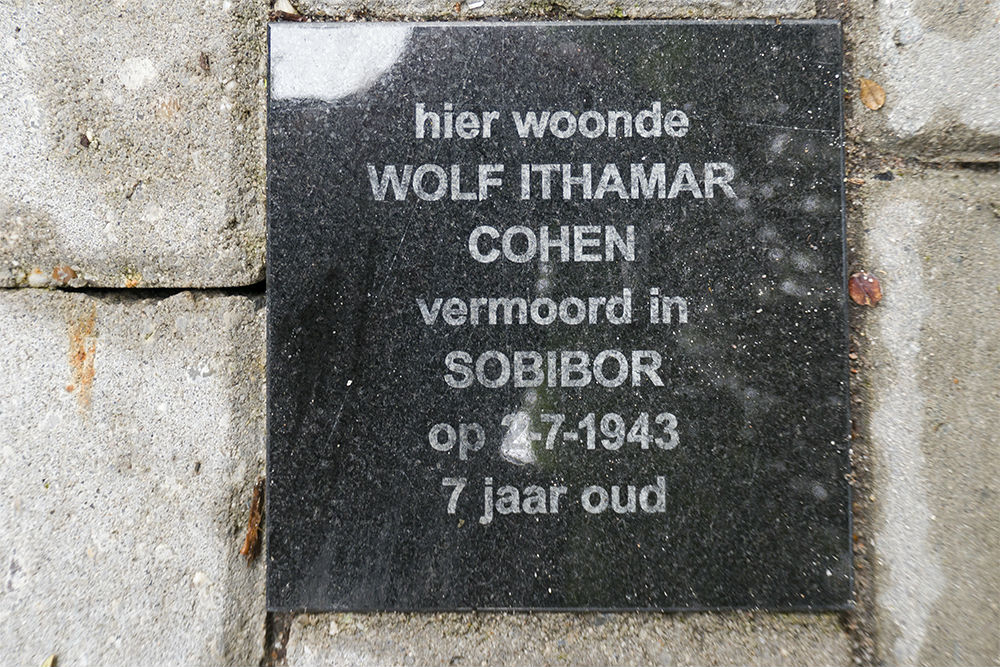 hier woonde
WOLF ITHAMAR
COHEN
vermoord in
SOBIBOR
op 2-7-1943
7 jaar oud